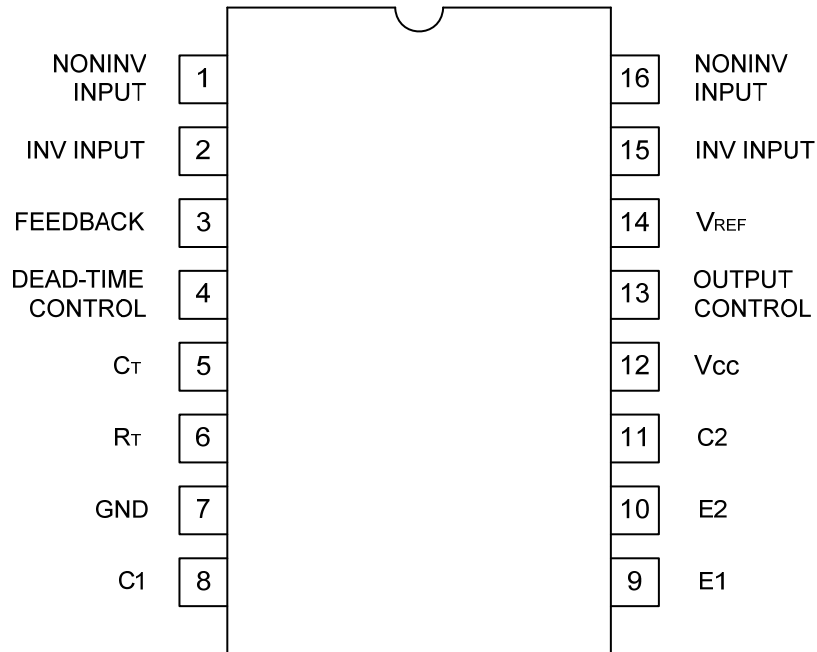 NONINV
INPUT
1
16
NONINV
INPUT
INV INPUT
2
15
INV INPUT
FEEDBACK
3
14
VREF
DEAD-TIME
CONTROL
4
13
OUTPUT
CONTROL
CT
5
12
Vcc
RT
6
11
C2
GND
7
10
E2
C1
8
9
E1